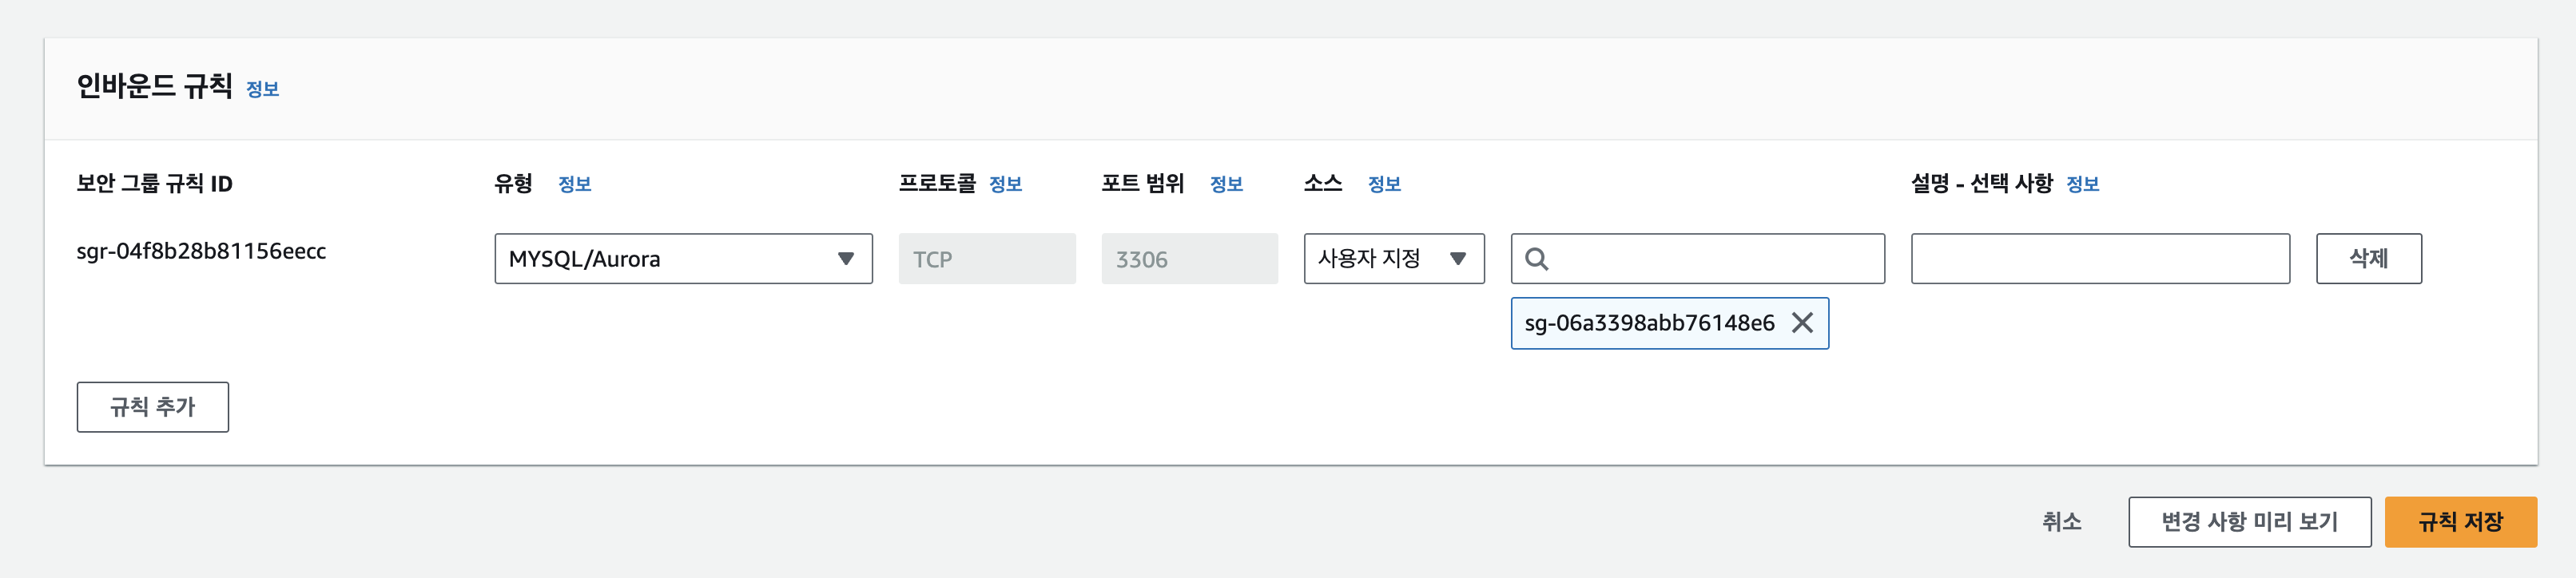 인바운드 규칙 정보
보안 그룹 규칙 ID 유형 정보 프로토콜 정보 포트 범위 정보 소스 정보 설명 - 선택 사항 정보
sgr-04f8b28b81156eecc MYSQL/Aurora TCP 3306 사용자 지정 삭제
sg-06a3398abb76148e6
규칙 추가
취소 변경 사항 미리 보기 규칙 저장